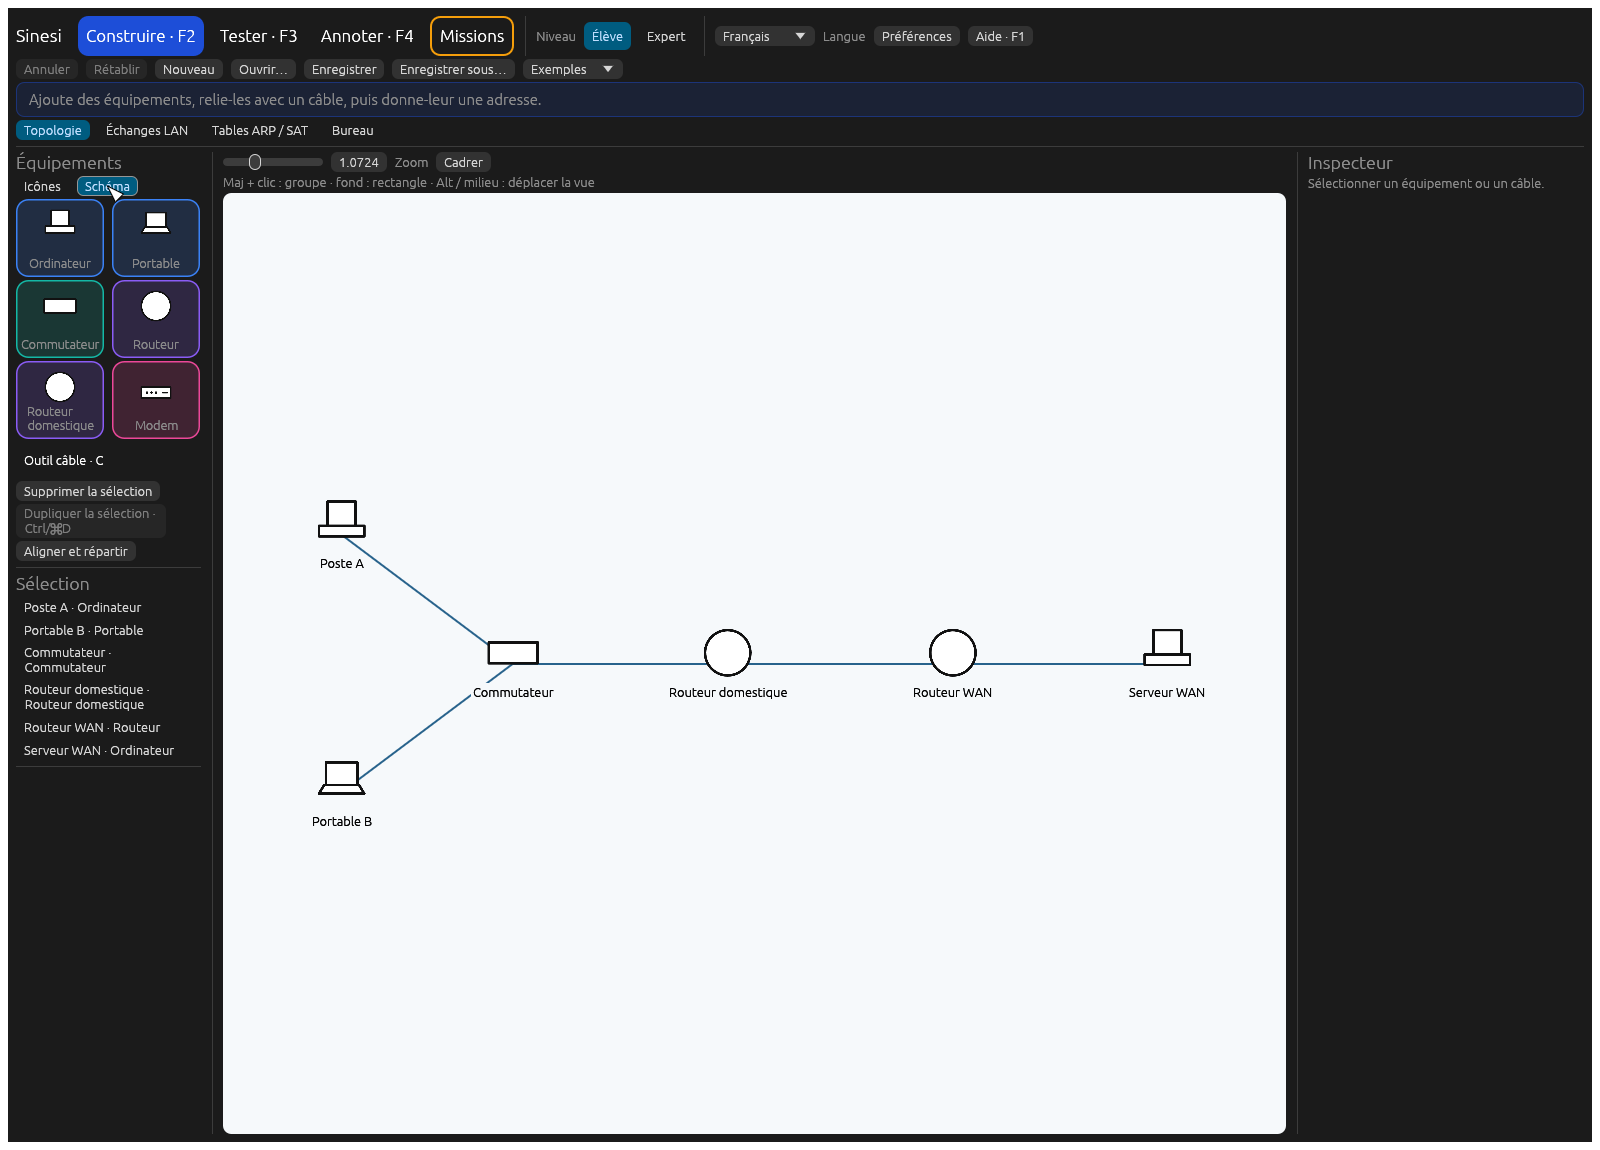 Sinesi Construire · F2 Tester · F3 Annoter · F4 Missions Niveau Élève Expert Français Langue Préférences Aide · F1
Annuler Rétablir Nouveau Ouvrir... Enregistrer Enregistrer sous... Exemples
Ajoute des équipements, relie-les avec un câble, puis donne-leur une adresse.
Topologie Échanges LAN Tables ARP / SAT Bureau
Équipements
Icônes Schéma
Ordinateur Portable
Commutateur Routeur
Routeur
domestique
Modem
Outil câble · C
Supprimer la sélection
Dupliquer la sélection ·
Ctrl/⌘D
Aligner et répartir
Sélection
Poste A · Ordinateur
Portable B · Portable
Commutateur ·
Commutateur
Routeur domestique ·
Routeur domestique
Routeur WAN · Routeur
Serveur WAN · Ordinateur
1.0724 Zoom Cadrer
Maj + clic : groupe · fond : rectangle · Alt / milieu : déplacer la vue
Poste A
Commutateur Routeur domestique Routeur WAN Serveur WAN
Portable B
Inspecteur
Sélectionner un équipement ou un câble.